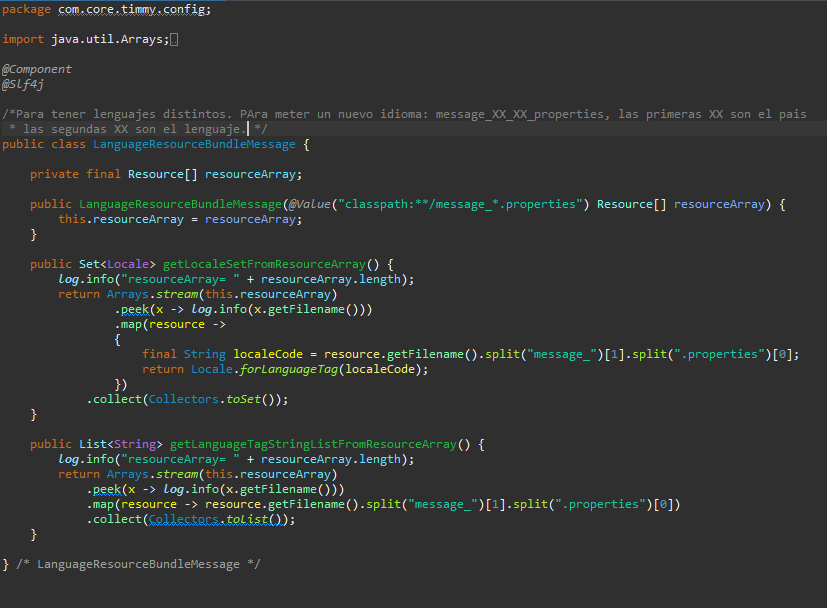 package com.core.timmy.config;
import java.util.Arrays;
@Component
@Slf4j
/*Para tener lenguajes distintos. PAra meter un nuevo idioma: message_XX_XX_properties, las primeras XX son el pais
* las segundas XX son el lenguaje. */
public class LanguageResourceBundleMessage {
private final Resource[] resourceArray;
public LanguageResourceBundleMessage(@Value("classpath:**/message_*.properties") Resource[] resourceArray) {
this.resourceArray = resourceArray;
}
public Set<Locale> getLocaleSetFromResourceArray() {
log.info("resourceArray= " + resourceArray.length);
return Arrays.stream(this.resourceArray)
.peek(x -> log.info(x.getFilename()))
.map(resource ->
{
final String localeCode = resource.getFilename().split("message_")[1].split(".properties")[0];
return Locale.forLanguageTag(localeCode);
})
.collect(Collectors.toSet());
}
public List<String> getLanguageTagStringListFromResourceArray() {
log.info("resourceArray= " + resourceArray.length);
return Arrays.stream(this.resourceArray)
.peek(x -> log.info(x.getFilename()))
.map(resource -> resource.getFilename().split("message_")[1].split(".properties")[0])
.collect(Collectors.toList());
}
} /* LanguageResourceBundleMessage */